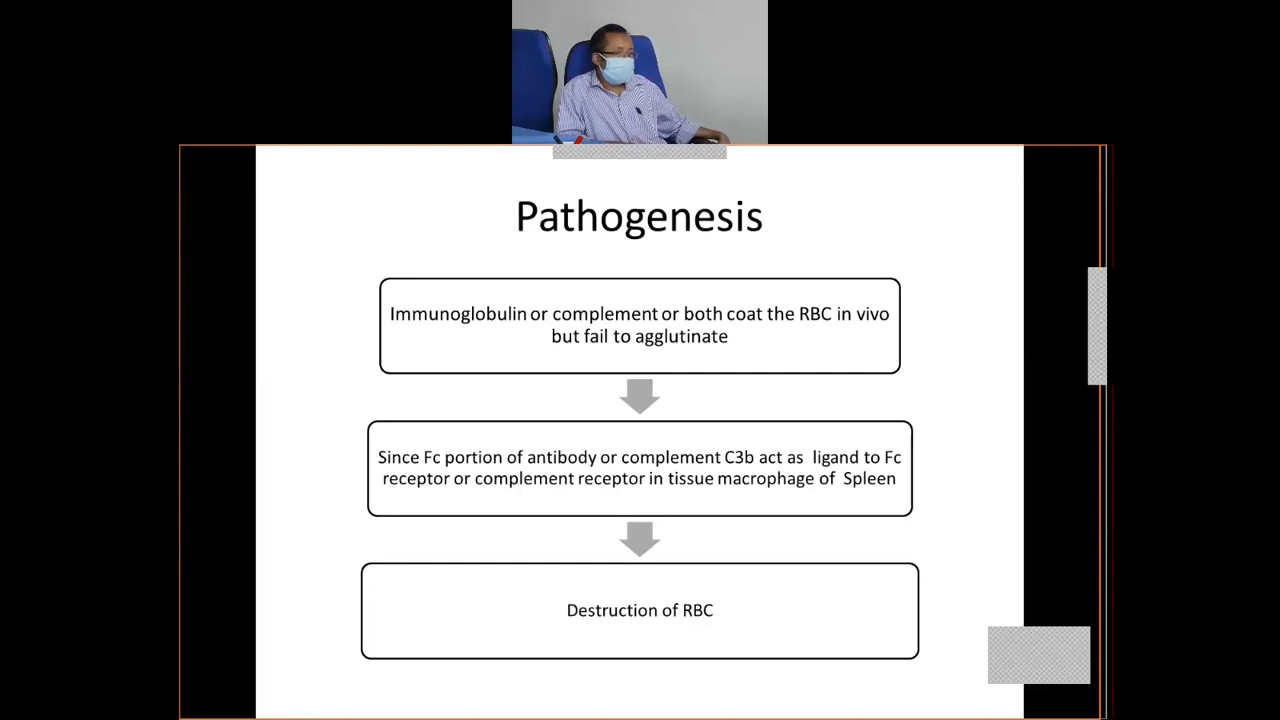 Pathogenesis
Immunoglobulin or complement or both coat the RBC in vivo
but fail to agglutinate
Since Fc portion of antibody or complement C3b act as  ligand to Fc
receptor or complement receptor in tissue macrophage of  Spleen
Destruction of RBC